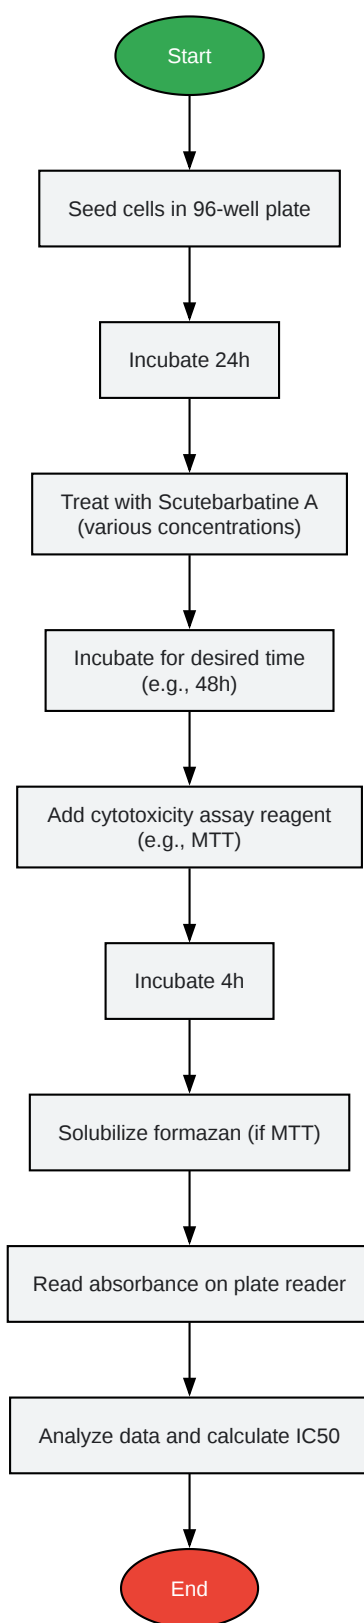 Start
Seed cells in 96-well plate
Incubate 24h
Treat with Scutebarbatine A
(various concentrations)
Incubate for desired time
(e.g., 48h)
Add cytotoxicity assay reagent
(e.g., MTT)
Incubate 4h
Solubilize formazan (if MTT)
Read absorbance on plate reader
Analyze data and calculate IC50
End